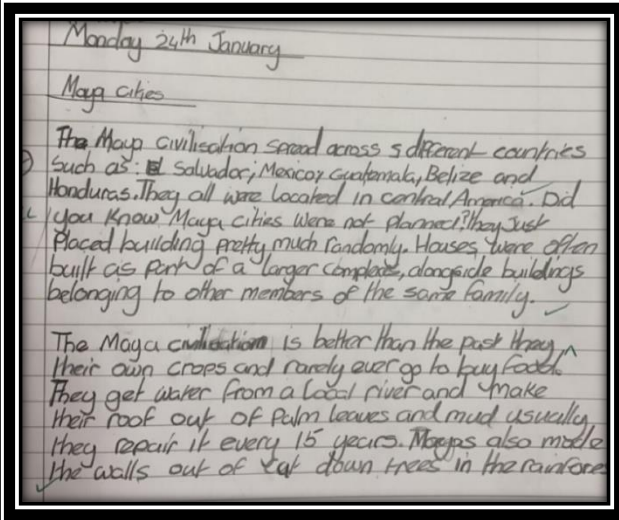 Monday 24th January
Maya cities
The Maya Civilisation spread across 5 different countries
such as: El Salvador, Mexico, Guatemala, Belize and
Honduras. They all were located in central America. Did
you know Maya cities were not planned? They just
placed building pretty much randomly. Houses were often
built as part of a larger complexe, alongside buildings
belonging to other members of the same family.
The Maya civilisation is better than the past they
their own crops and rarely ever go to buy food.
They get water from a local river and make
their roof out of palm leaves and mud usually
they repair it every 15 years. Mayas also made
the walls out of cut down trees in the rainfores